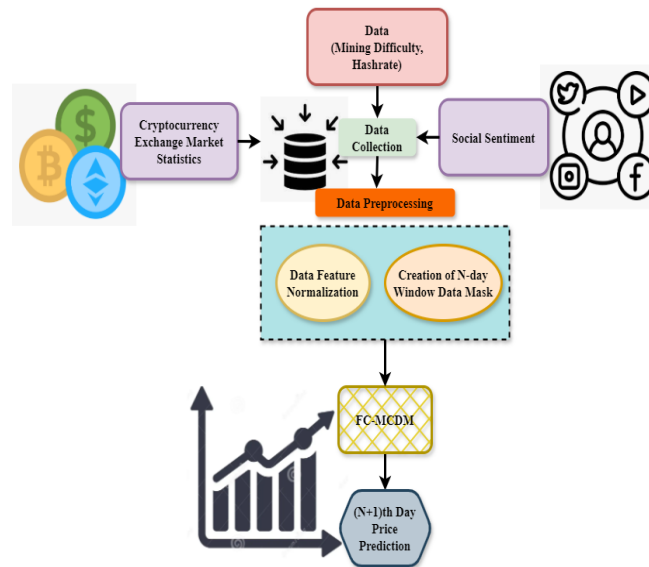 Data
(Mining Difficulty,
Hashrate)
Cryptocurrency
Exchange Market
Statistics
Data
Collection
Social Sentiment
Data Preprocessing
Data Feature
Normalization
Creation of N-day
Window Data Mask
FC-MCDM
(N+1)th Day
Price
Prediction